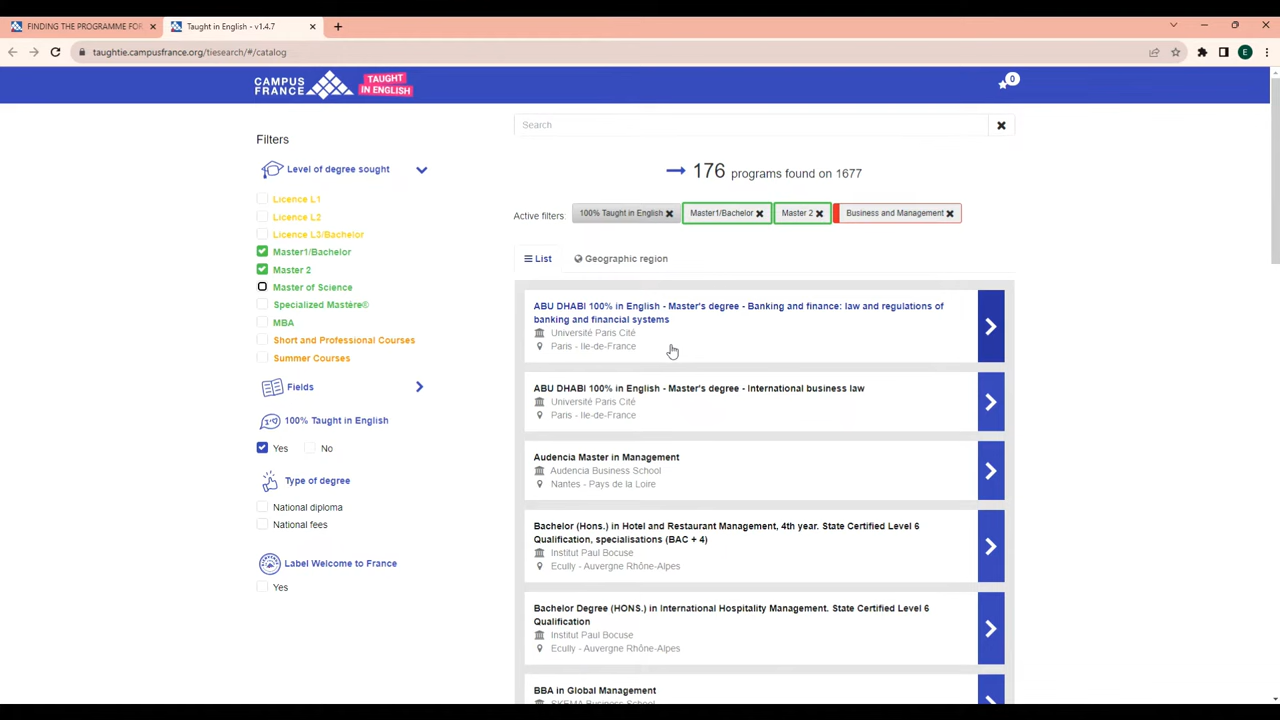 FINDING THE PROGRAMME FOR
Taught in English - v1.4.7
taughtie.campusfrance.org/tiesearch/#/catalog
E
CAMPUS
FRANCE
TAUGHT
IN ENGLISH
0
Filters
Level of degree sought
Licence L1
Licence L2
Licence L3/Bachelor
Master1/Bachelor
Master 2
Master of Science
Specialized Mastère®
MBA
Short and Professional Courses
Summer Courses
Fields
100% Taught in English
Yes
No
Type of degree
National diploma
National fees
Label Welcome to France
Yes
Search
176 programs found on 1677
Active filters:
100% Taught in English
Master1/Bachelor
Master 2
Business and Management
List
Geographic region
ABU DHABI 100% in English - Master's degree - Banking and finance: law and regulations of
banking and financial systems
Université Paris Cité
Paris - Ile-de-France
ABU DHABI 100% in English - Master's degree - International business law
Université Paris Cité
Paris - Ile-de-France
Audencia Master in Management
Audencia Business School
Nantes - Pays de la Loire
Bachelor (Hons.) in Hotel and Restaurant Management, 4th year. State Certified Level 6
Qualification, specialisations (BAC + 4)
Institut Paul Bocuse
Ecully - Auvergne Rhône-Alpes
Bachelor Degree (HONS.) in International Hospitality Management. State Certified Level 6
Qualification
Institut Paul Bocuse
Ecully - Auvergne Rhône-Alpes
BBA in Global Management
SKEMA Business School